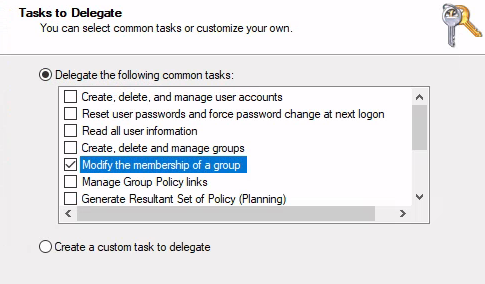 Tasks to Delegate
You can select common tasks or customize your own.
Delegate the following common tasks:
Create, delete, and manage user accounts
Reset user passwords and force password change at next logon
Read all user information
Create, delete and manage groups
Modify the membership of a group
Manage Group Policy links
Generate Resultant Set of Policy (Planning)
Create a custom task to delegate